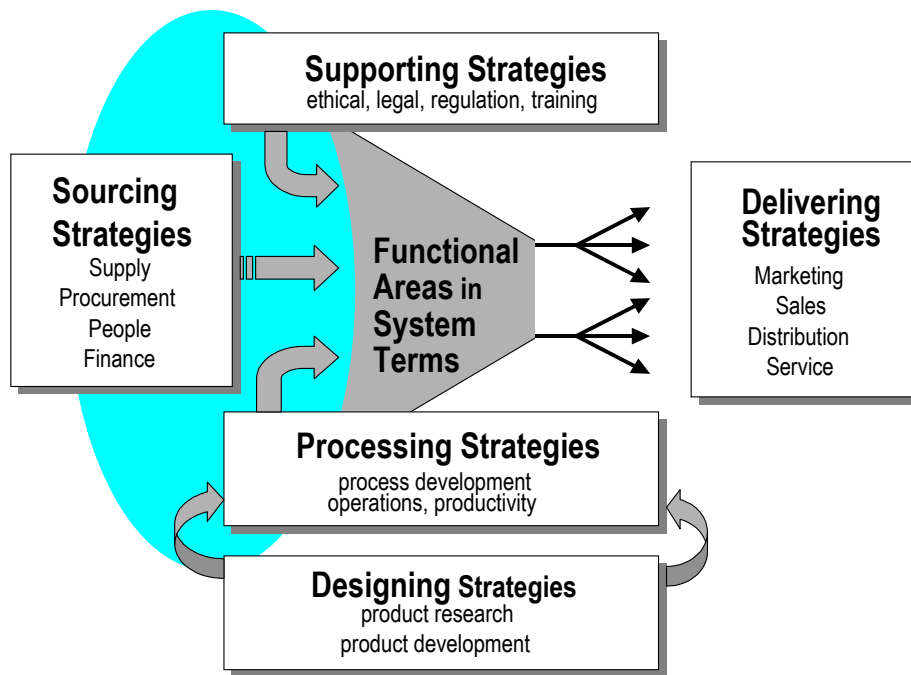 Supporting Strategies
ethical, legal, regulation, training
Sourcing
Strategies
Supply
Procurement
People
Finance
Functional
Areas in
System
Terms
Delivering
Strategies
Marketing
Sales
Distribution
Service
Processing Strategies
process development
operations, productivity
Designing Strategies
product research
product development